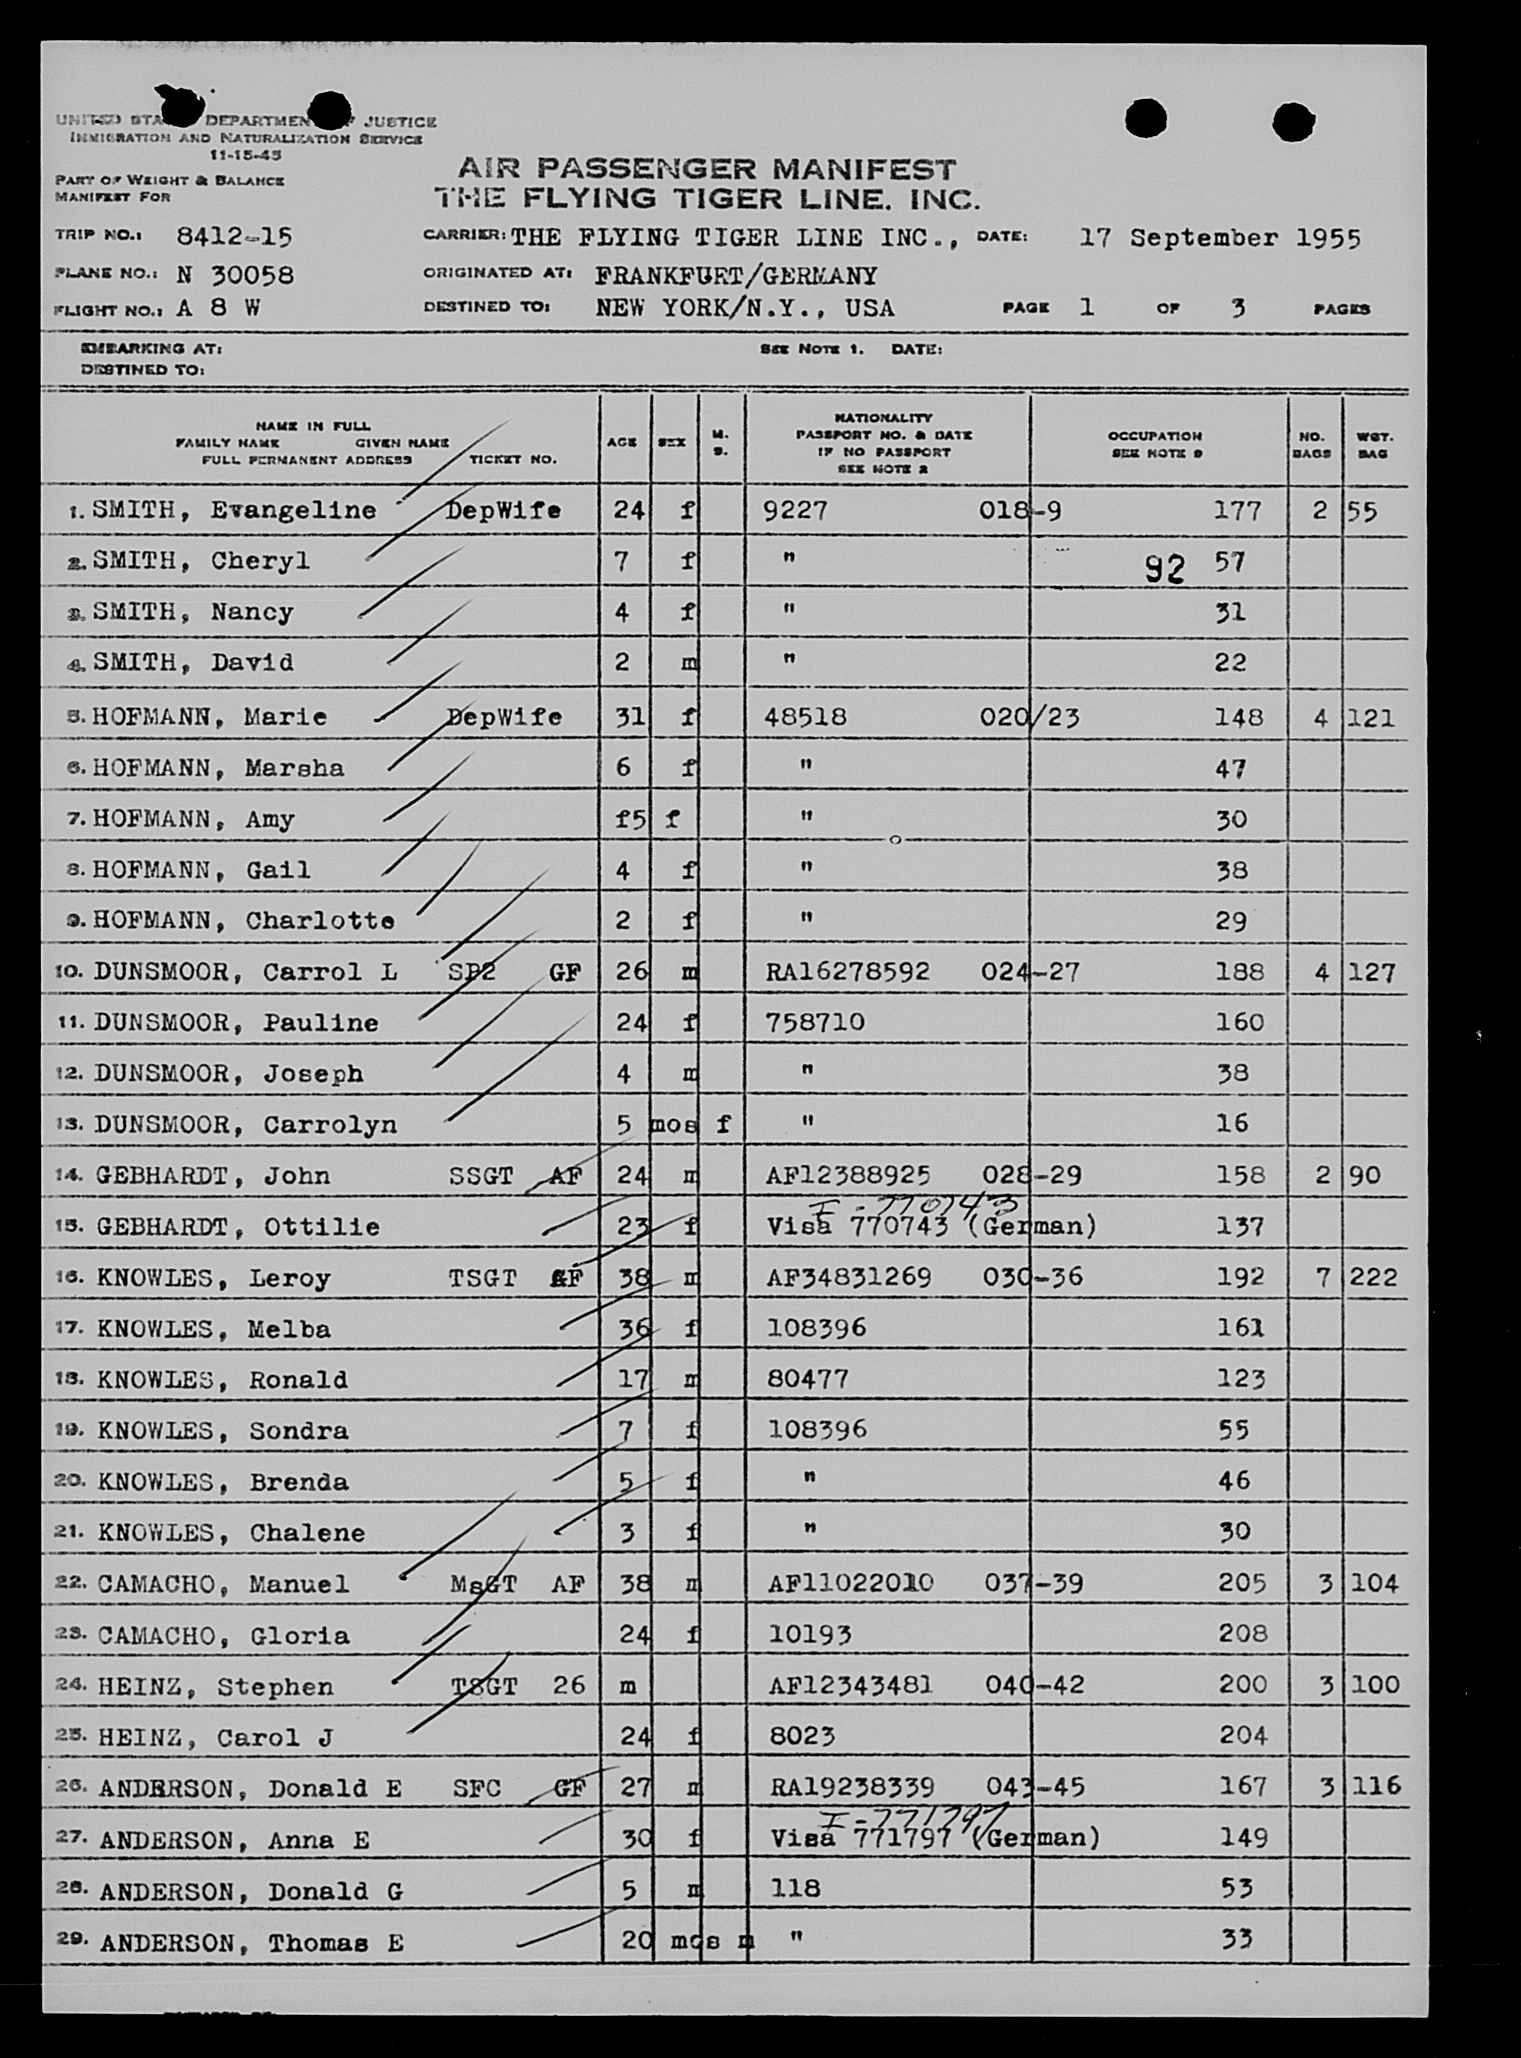 UNITED STA DEPARTMEN F JUSTICE
IMMIGRATION AND NATURALIZATION SERVICE
11-15-45
PART OF WEIGHT & BALANCE
MANIFEST FOR
AIR PASSENGER MANIFEST
THE FLYING TIGER LINE. INC.
TRIP NO.: 8412-15 CARRIER: THE FLYING TIGER LINE INC., DATE: 17 September 1955
PLANE NO.: N 30058 ORIGINATED AT: FRANKFURT/GERMANY
FLIGHT NO.: A 8 W DESTINED TO: NEW YORK/N.Y., USA PAGE 1 OF 3 PAGES
EMBARKING AT: SEE NOTE 1. DATE:
DESTINED TO:
NAME IN FULL
FAMILY NAME GIVEN NAME
FULL PERMANENT ADDRESS TICKET NO. AGE SEX M. S. NATIONALITY PASSPORT NO. & DATE IF NO PASSPORT SEE NOTE 2 OCCUPATION SEE NOTE 9 NO. BAGS WGT. BAG
1. SMITH, Evangeline DepWife 24 f 9227 018-9 177 2 55
2. SMITH, Cheryl 7 f " 92 57
3. SMITH, Nancy 4 f " 31
4. SMITH, David 2 m " 22
5. HOFMANN, Marie DepWife 31 f 48518 020/23 148 4 121
6. HOFMANN, Marsha 6 f " 47
7. HOFMANN, Amy f5 f " 30
8. HOFMANN, Gail 4 f " 38
9. HOFMANN, Charlotte 2 f " 29
10. DUNSMOOR, Carrol L SP2 GF 26 m RA16278592 024-27 188 4 127
11. DUNSMOOR, Pauline 24 f 758710 160
12. DUNSMOOR, Joseph 4 m " 38
13. DUNSMOOR, Carrolyn 5 mos f " 16
14. GEBHARDT, John SSGT AF 24 m AF12388925 028-29 158 2 90
I-770743
15. GEBHARDT, Ottilie 23 f Visa 770743 (German) 137
16. KNOWLES, Leroy TSGT AF 38 m AF34831269 030-36 192 7 222
17. KNOWLES, Melba 36 f 108396 161
18. KNOWLES, Ronald 17 m 80477 123
19. KNOWLES, Sondra 7 f 108396 55
20. KNOWLES, Brenda 5 f " 46
21. KNOWLES, Chalene 3 f " 30
22. CAMACHO, Manuel MsGT AF 38 m AF11022010 037-39 205 3 104
23. CAMACHO, Gloria 24 f 10193 208
24. HEINZ, Stephen TSGT 26 m AF12343481 040-42 200 3 100
25. HEINZ, Carol J 24 f 8023 204
26. ANDERSON, Donald E SFC GF 27 m RA19238339 043-45 167 3 116
I-771797
27. ANDERSON, Anna E 30 f Visa 771797 (German) 149
28. ANDERSON, Donald G 5 m 118 53
29. ANDERSON, Thomas E 20 mos m " 33